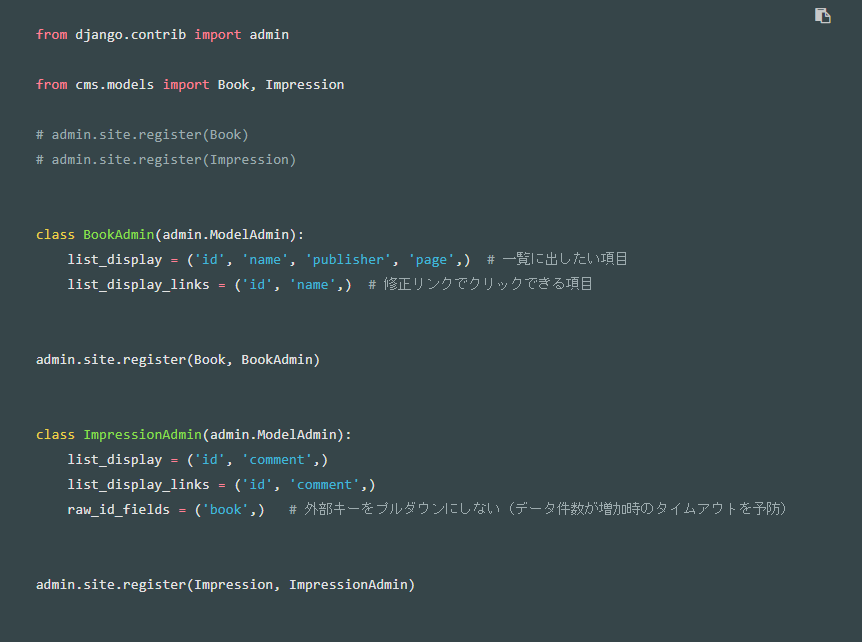 from django.contrib import admin
from cms.models import Book, Impression
# admin.site.register(Book)
# admin.site.register(Impression)
class BookAdmin(admin.ModelAdmin):
    list_display = ('id', 'name', 'publisher', 'page',)  # 一覧に出したい項目
    list_display_links = ('id', 'name',)  # 修正リンクでクリックできる項目
admin.site.register(Book, BookAdmin)
class ImpressionAdmin(admin.ModelAdmin):
    list_display = ('id', 'comment',)
    list_display_links = ('id', 'comment',)
    raw_id_fields = ('book',)   # 外部キーをプルダウンにしない（データ件数が増加時のタイムアウトを予防）
admin.site.register(Impression, ImpressionAdmin)